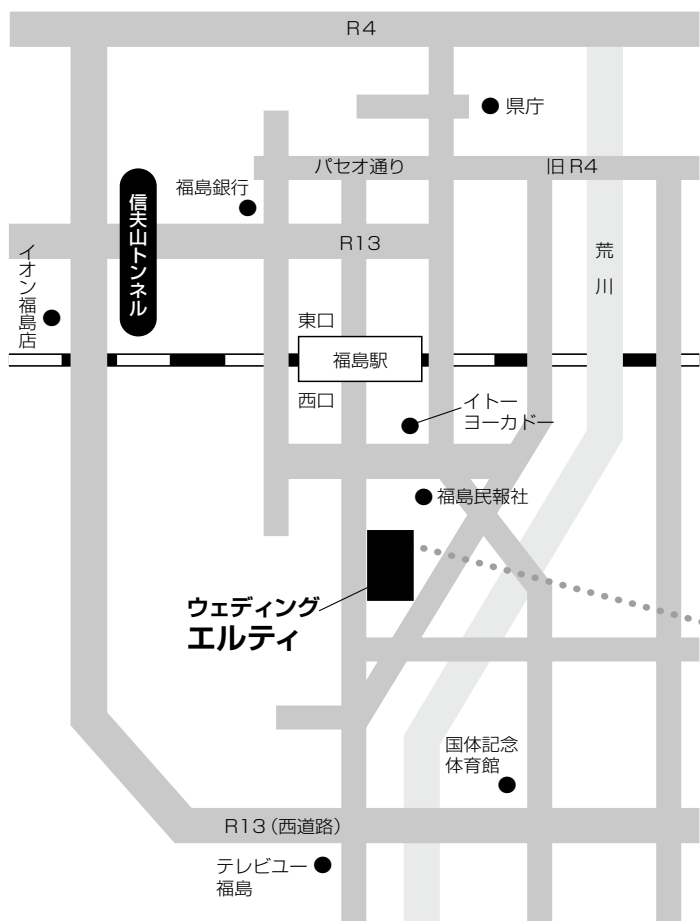 R4
県庁
パセオ通り
旧R4
福島銀行
信夫山トンネル
R13
荒川
イオン福島店
東口
福島駅
西口
イトー
ヨーカドー
福島民報社
ウェディング
エルティ
国体記念
体育館
R13(西道路)
テレビユー
福島